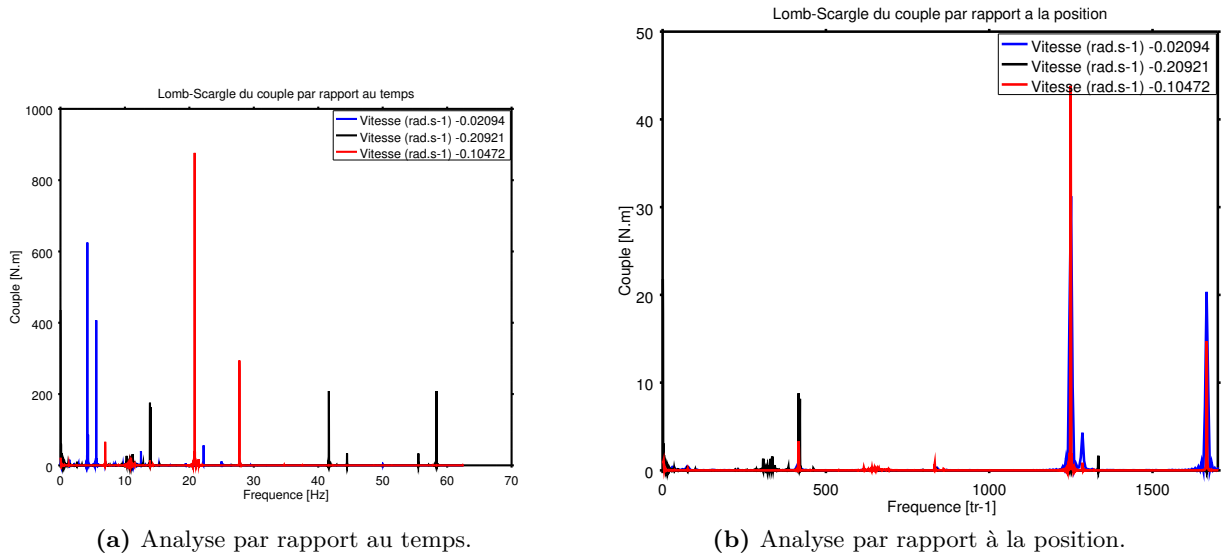 Lomb-Scargle du couple par rapport au temps
1000
800
600
400
200
0
Couple [N.m]
Vitesse (rad.s-1) -0.02094
Vitesse (rad.s-1) -0.20921
Vitesse (rad.s-1) -0.10472
0 10 20 30 40 50 60 70
Frequence [Hz]
(a) Analyse par rapport au temps.
Lomb-Scargle du couple par rapport a la position
50
40
30
20
10
0
Couple [N.m]
Vitesse (rad.s-1) -0.02094
Vitesse (rad.s-1) -0.20921
Vitesse (rad.s-1) -0.10472
0 500 1000 1500
Frequence [tr-1]
(b) Analyse par rapport à la position.